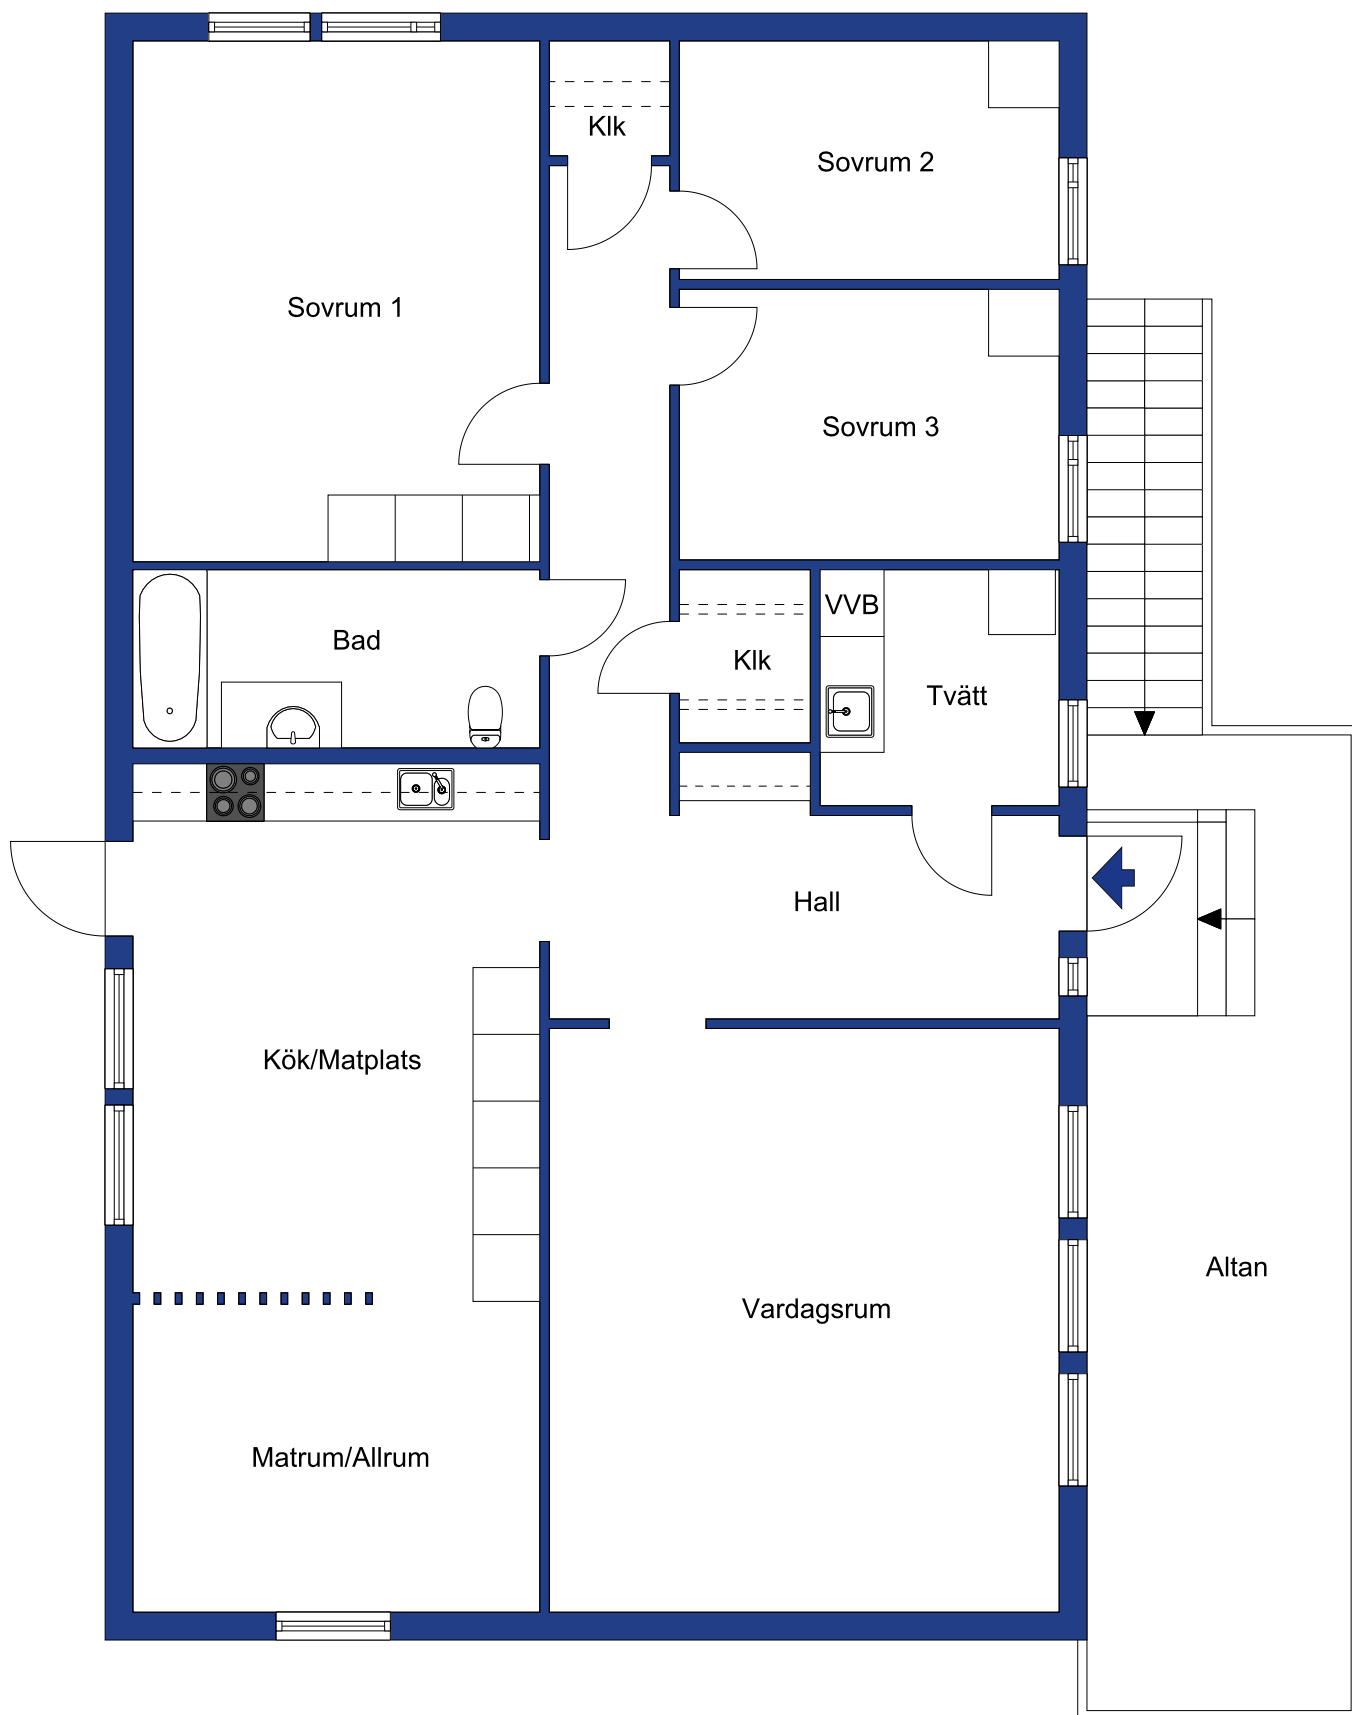 Klk
Sovrum 2
Sovrum 1
Sovrum 3
VVB
Bad
Klk
Tvätt
Hall
Kök/Matplats
Altan
Vardagsrum
Matrum/Allrum